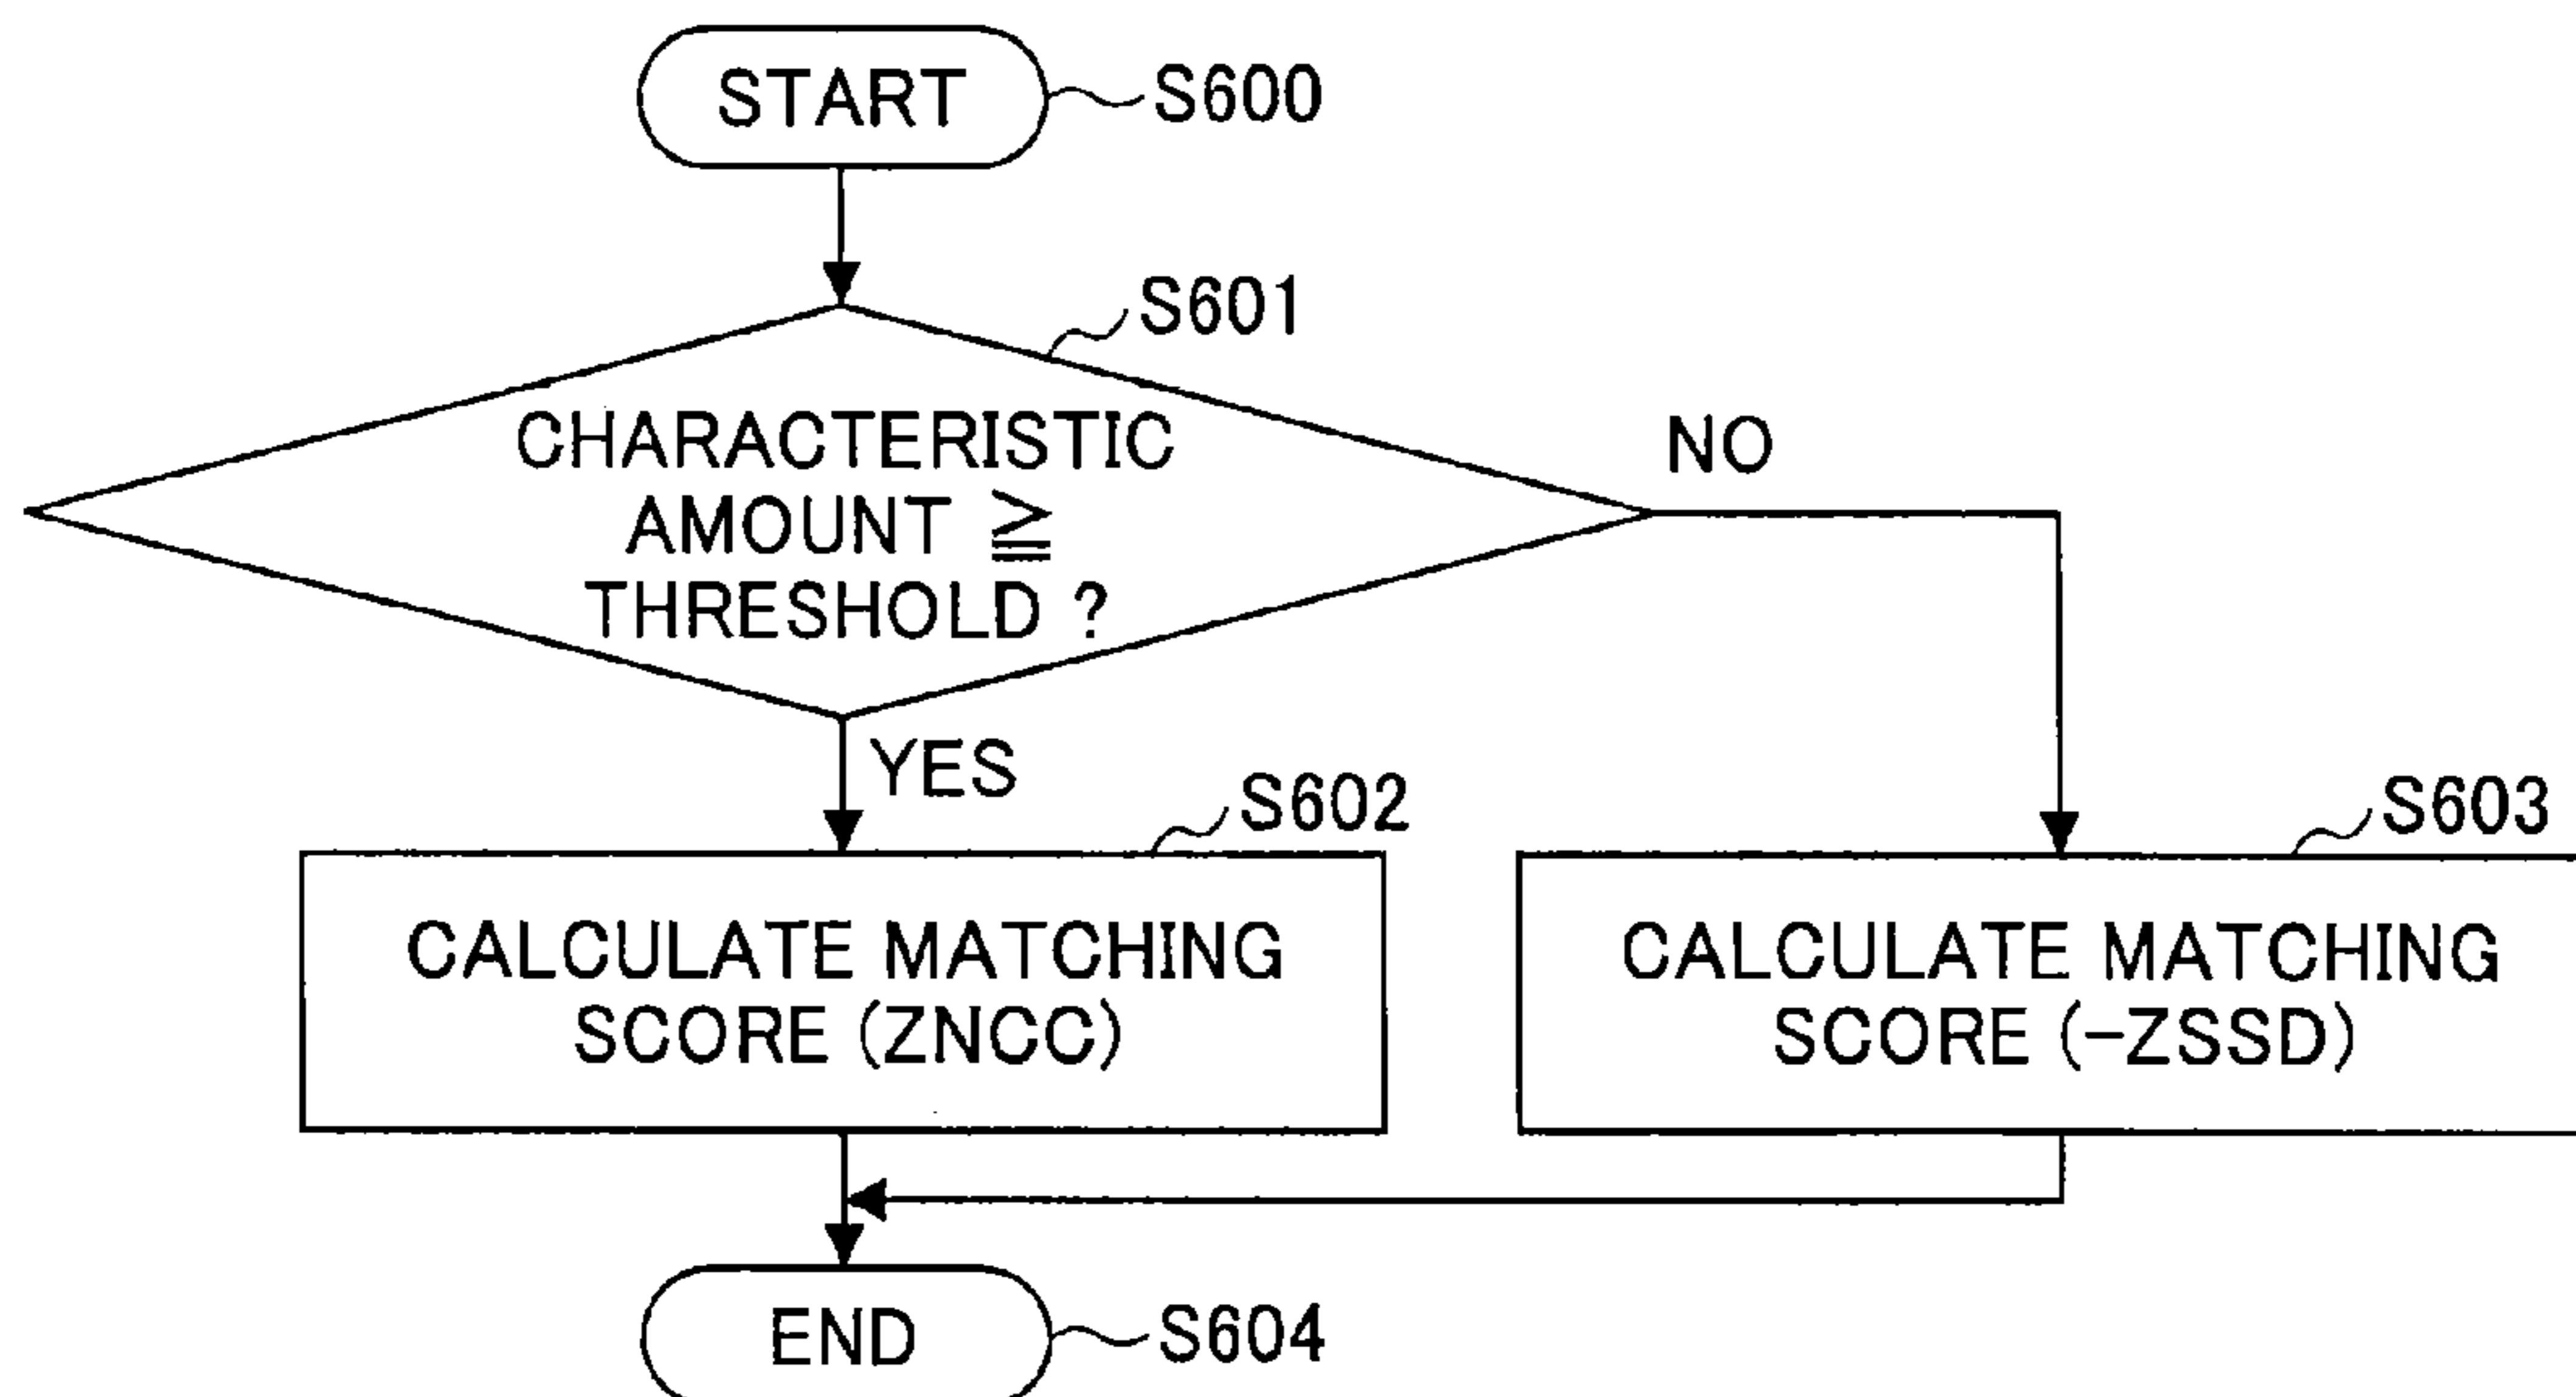 START
S600
S601
CHARACTERISTIC
AMOUNT ≧
THRESHOLD ?
NO
YES
S602
S603
CALCULATE MATCHING
SCORE (ZNCC)
CALCULATE MATCHING
SCORE (-ZSSD)
END
S604